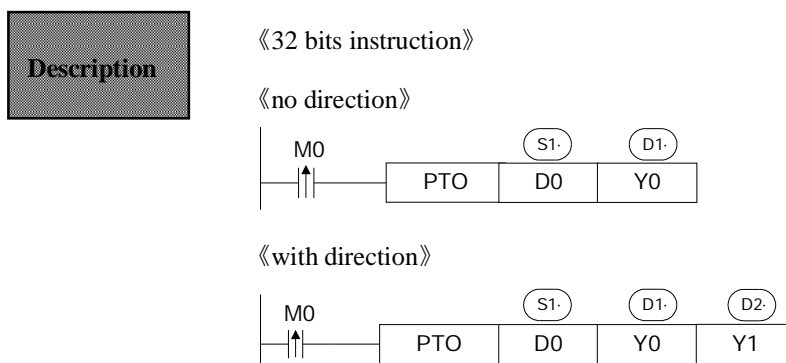 Description
《32 bits instruction》
《no direction》
S1· D1·
M0
PTO D0 Y0
《with direction》
S1· D1· D2·
M0
PTO D0 Y0 Y1